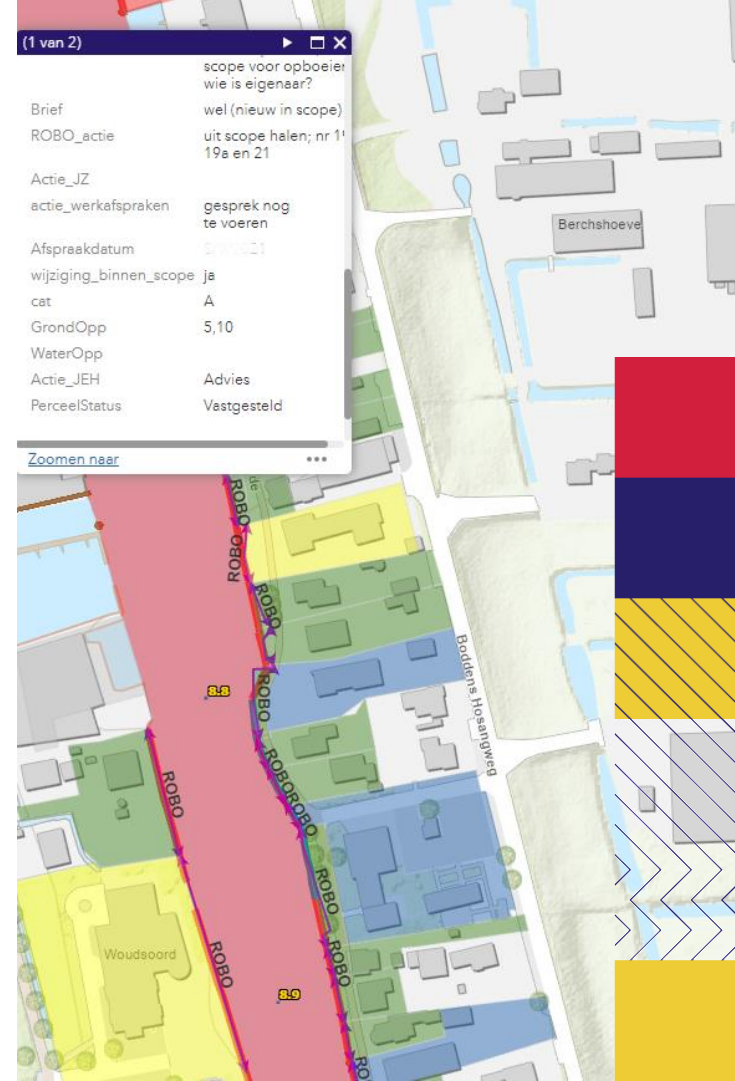 (1 van 2)
scope voor opboeier
wie is eigenaar?
Brief wel (nieuw in scope)
ROBO_actie uit scope halen; nr
19a en 21
Actie_JZ
actie_werkafspraken gesprek nog
te voeren
Afspraakdatum
wijziging_binnen_scope ja
cat A
GrondOpp 5,10
WaterOpp
Actie_JEH Advies
PerceelStatus Vastgesteld
Zoomen naar
Berchshoeve
ROBO
ROBO
ROBO
Boddens Hosangweg
8.8
ROBO
ROBO
ROBO
ROBO
ROBO
Woudsoord
ROBO
ROBO
8.9